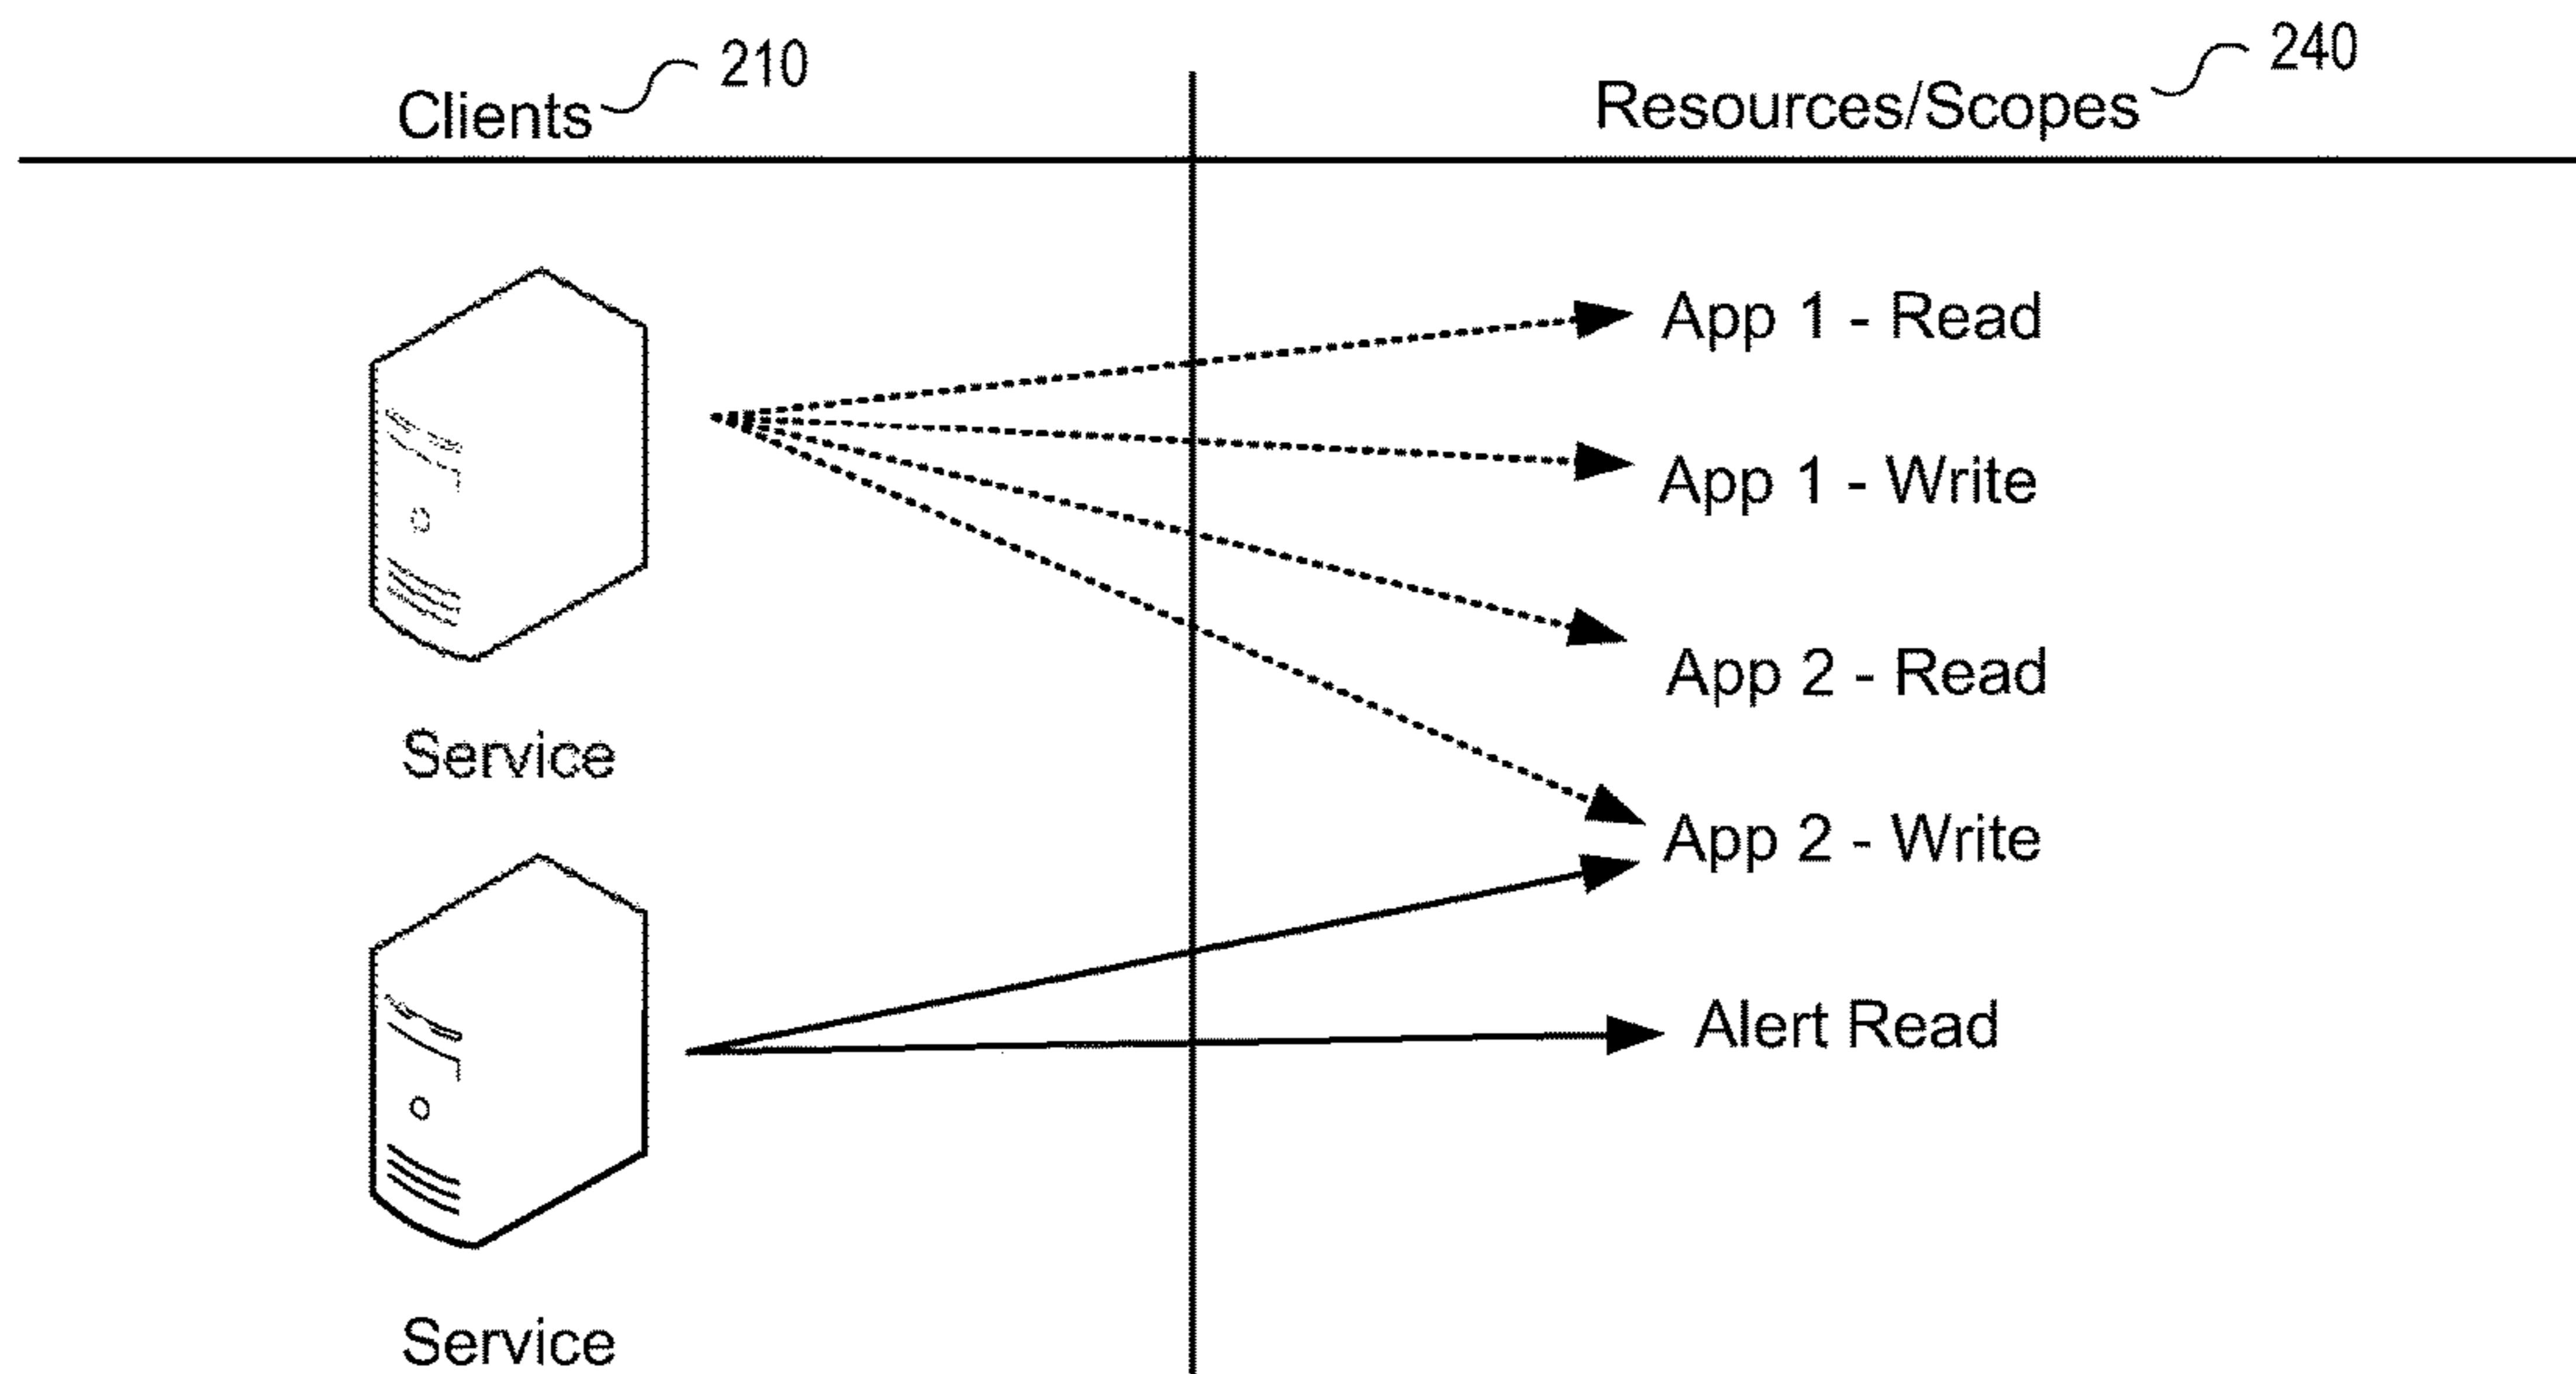 Clients 210
Resources/Scopes 240
App 1 - Read
App 1 - Write
App 2 - Read
Service
App 2 - Write
Alert Read
Service